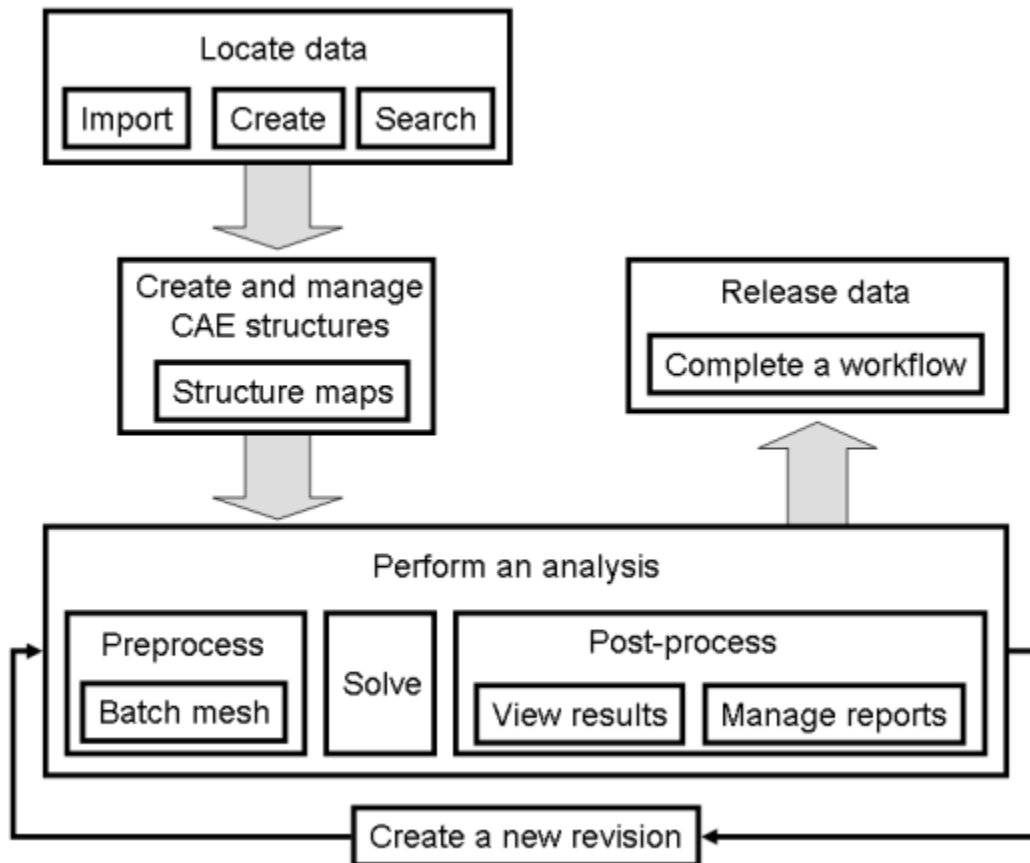 Locate data
Import
Create
Search
Create and manage
CAE structures
Structure maps
Release data
Complete a workflow
Perform an analysis
Preprocess
Batch mesh
Solve
Post-process
View results
Manage reports
Create a new revision